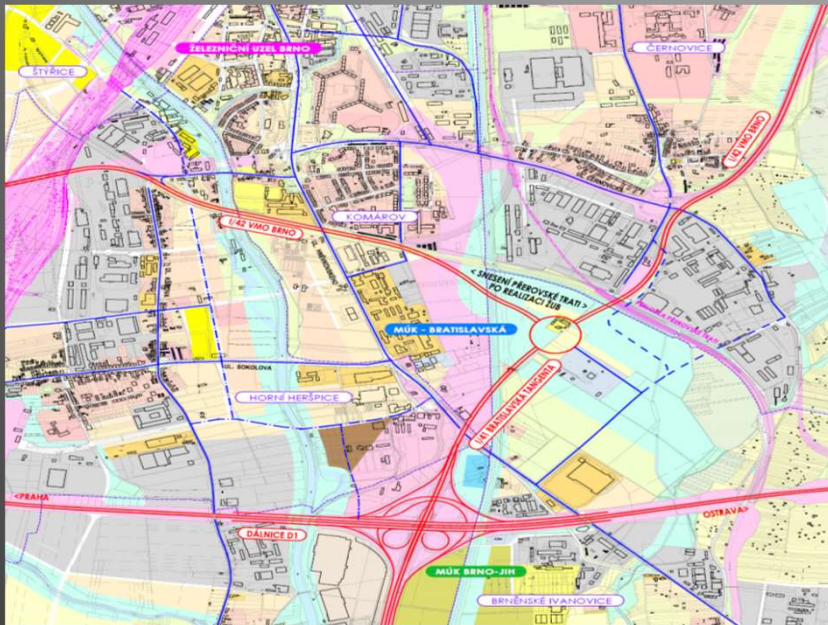 ŽELEZNIČNÍ UZEL BRNO
ČERNOVICE
ŠTÝŘICE
I/42 VMO BRNO
KOMÁROV
I/42 VMO BRNO
< SNESENÍ PŘEROVSKÉ TRATI >
PO REALIZACI ŽUB
MÚK - BRATISLAVSKÁ
UL. SOKOLOVA
I/41 BRATISLAVSKÁ TANGENTA
HORNÍ HERŠPICE
<PRAHA
OSTRAVA>
DÁLNICE D1
MÚK BRNO-JIH
BRNĚNSKÉ IVANOVICE